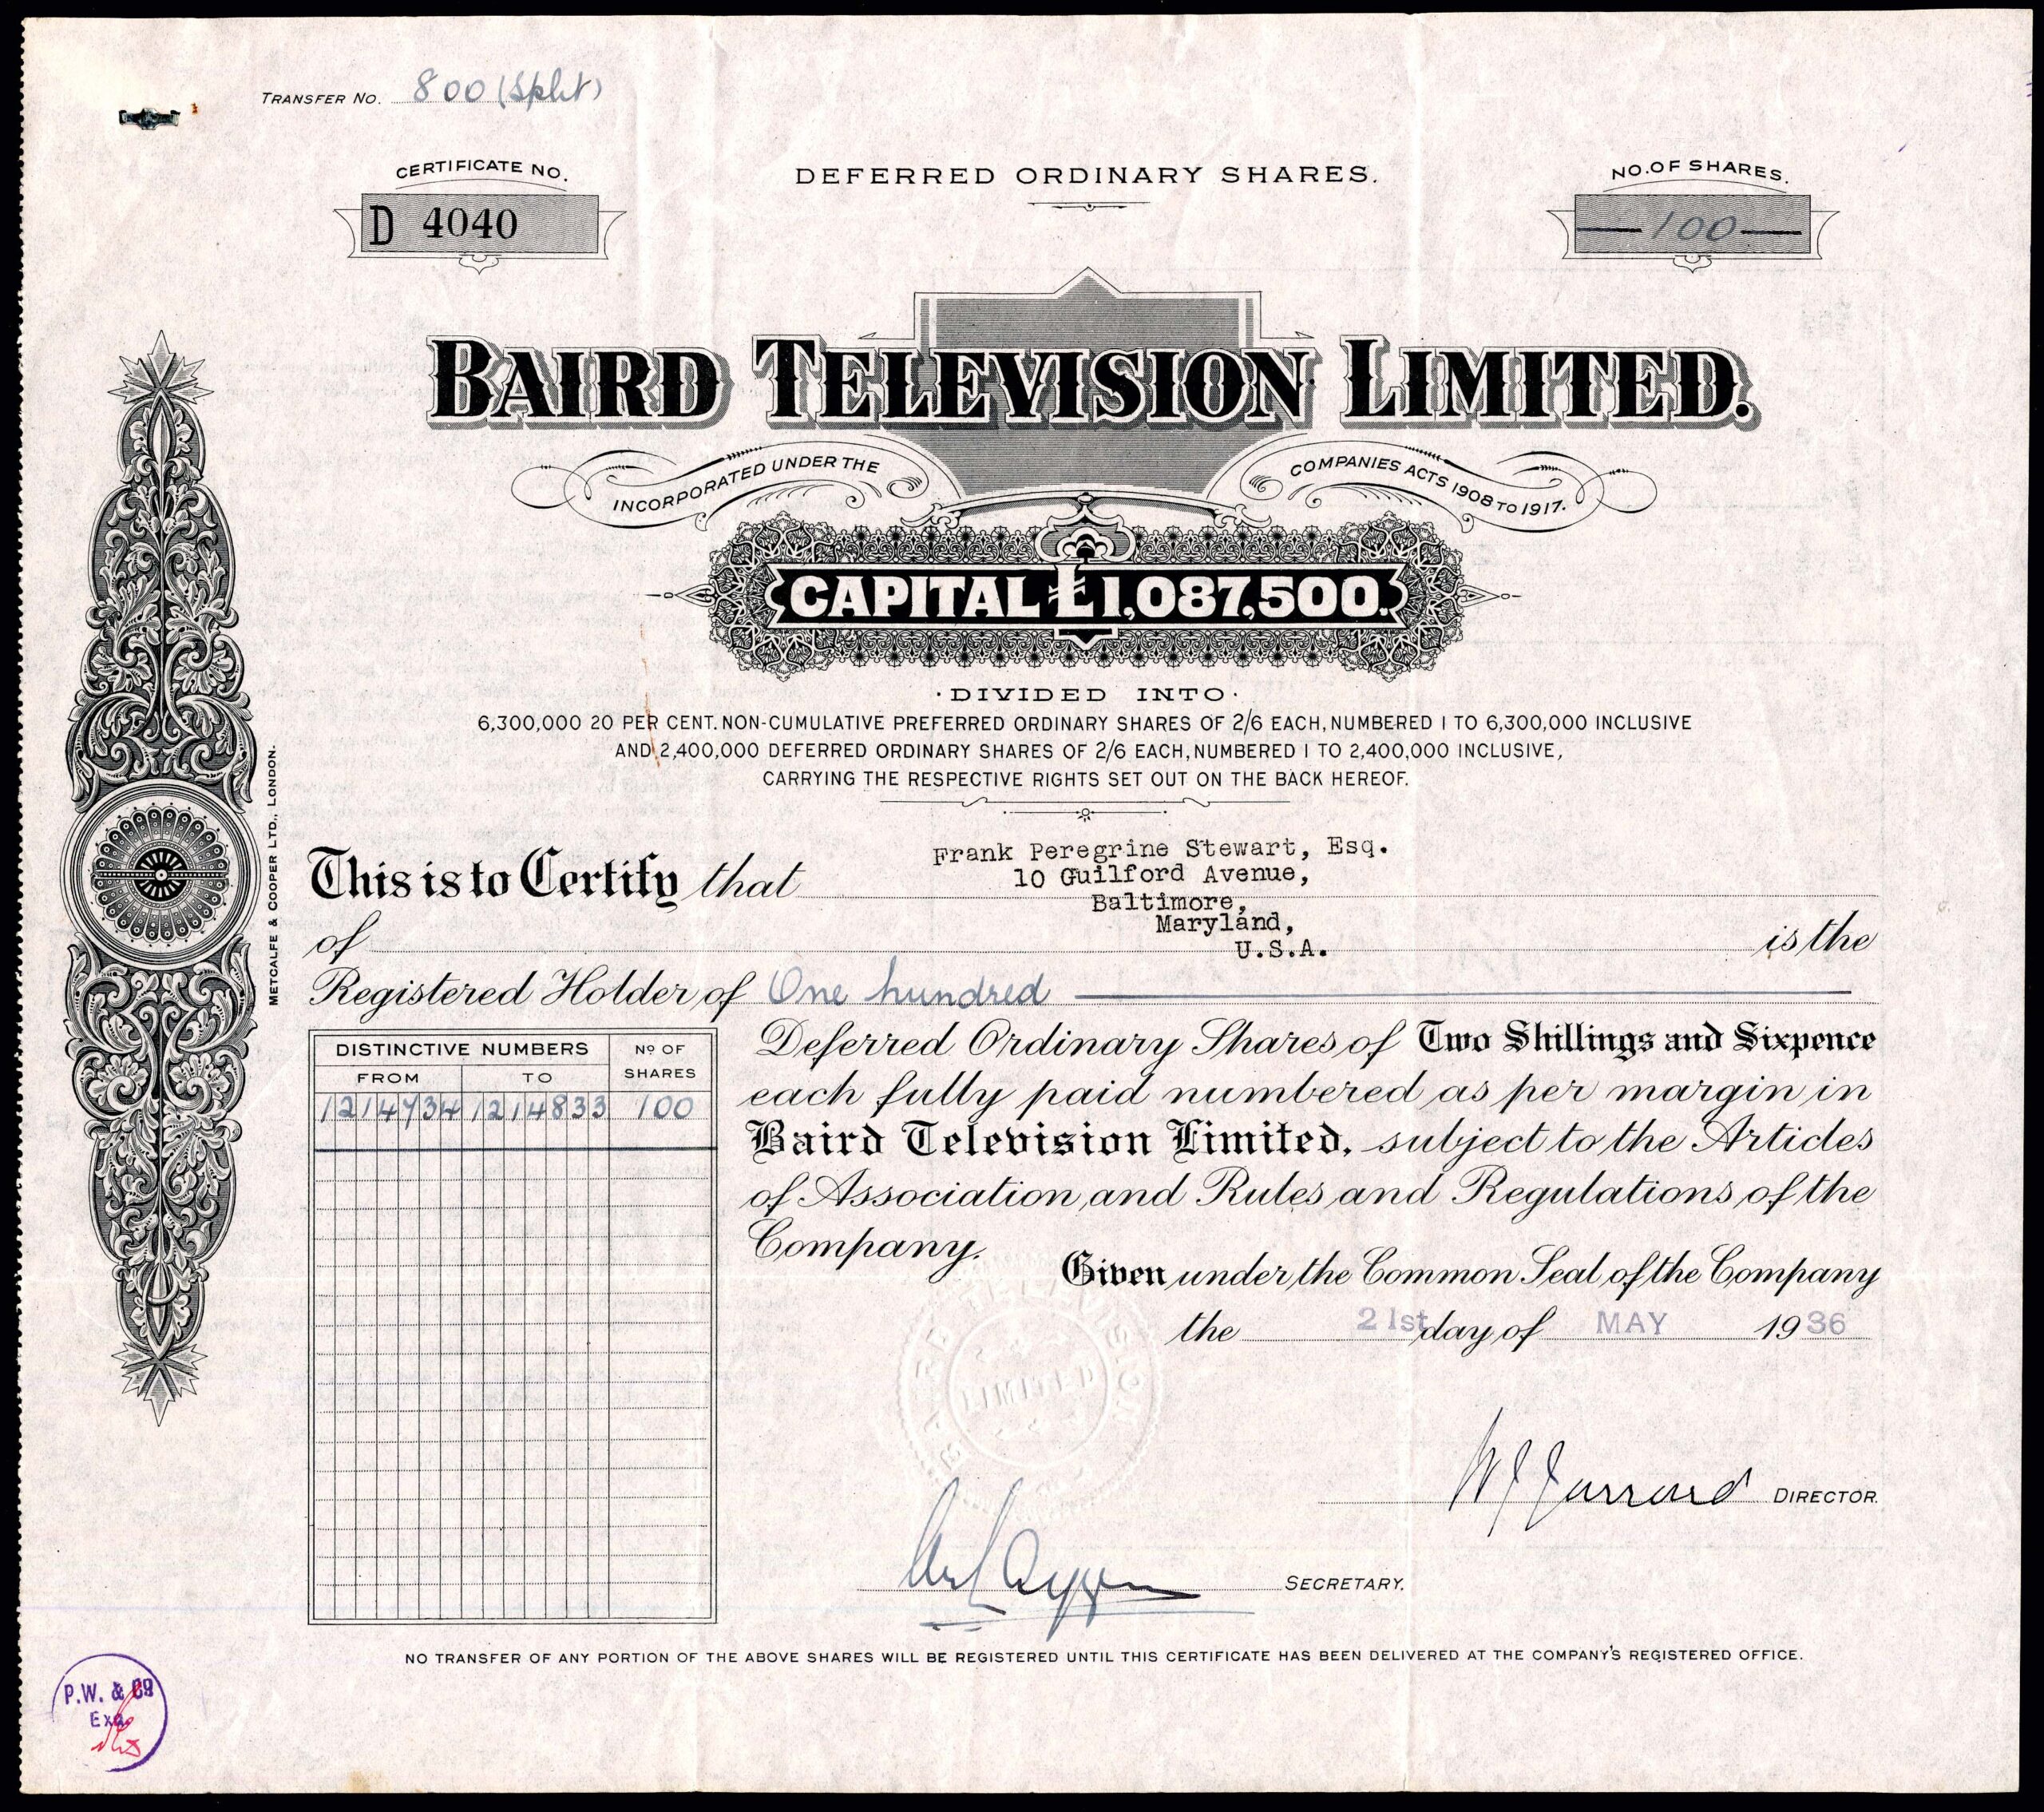 TRANSFER NO. 800 (Split)
CERTIFICATE NO.
D 4040
DEFERRED ORDINARY SHARES.
NO. OF SHARES.
100
BAIRD TELEVISION LIMITED.
INCORPORATED UNDER THE COMPANIES ACTS 1908 TO 1917.
CAPITAL £1,087,500.
· DIVIDED INTO ·
6,300,000 20 PER CENT. NON-CUMULATIVE PREFERRED ORDINARY SHARES OF 2/6 EACH, NUMBERED 1 TO 6,300,000 INCLUSIVE
AND 2,400,000 DEFERRED ORDINARY SHARES OF 2/6 EACH, NUMBERED 1 TO 2,400,000 INCLUSIVE,
CARRYING THE RESPECTIVE RIGHTS SET OUT ON THE BACK HEREOF.
METCALFE & COOPER LTD., LONDON.
This is to Certify that Frank Peregrine Stewart, Esq.
10 Guilford Avenue,
Baltimore,
Maryland,
of U.S.A. is the
Registered Holder of One hundred
Deferred Ordinary Shares of Two Shillings and Sixpence
each fully paid numbered as per margin in
Baird Television Limited, subject to the Articles
of Association and Rules and Regulations of the
Company.
DISTINCTIVE NUMBERS
FROM TO
Nº OF SHARES
1214734 1214833 100
Given under the Common Seal of the Company
the 21st day of MAY 1936
BAIRD TELEVISION
LIMITED
DIRECTOR.
SECRETARY.
NO TRANSFER OF ANY PORTION OF THE ABOVE SHARES WILL BE REGISTERED UNTIL THIS CERTIFICATE HAS BEEN DELIVERED AT THE COMPANY'S REGISTERED OFFICE.
P.W. & Co
Exd.